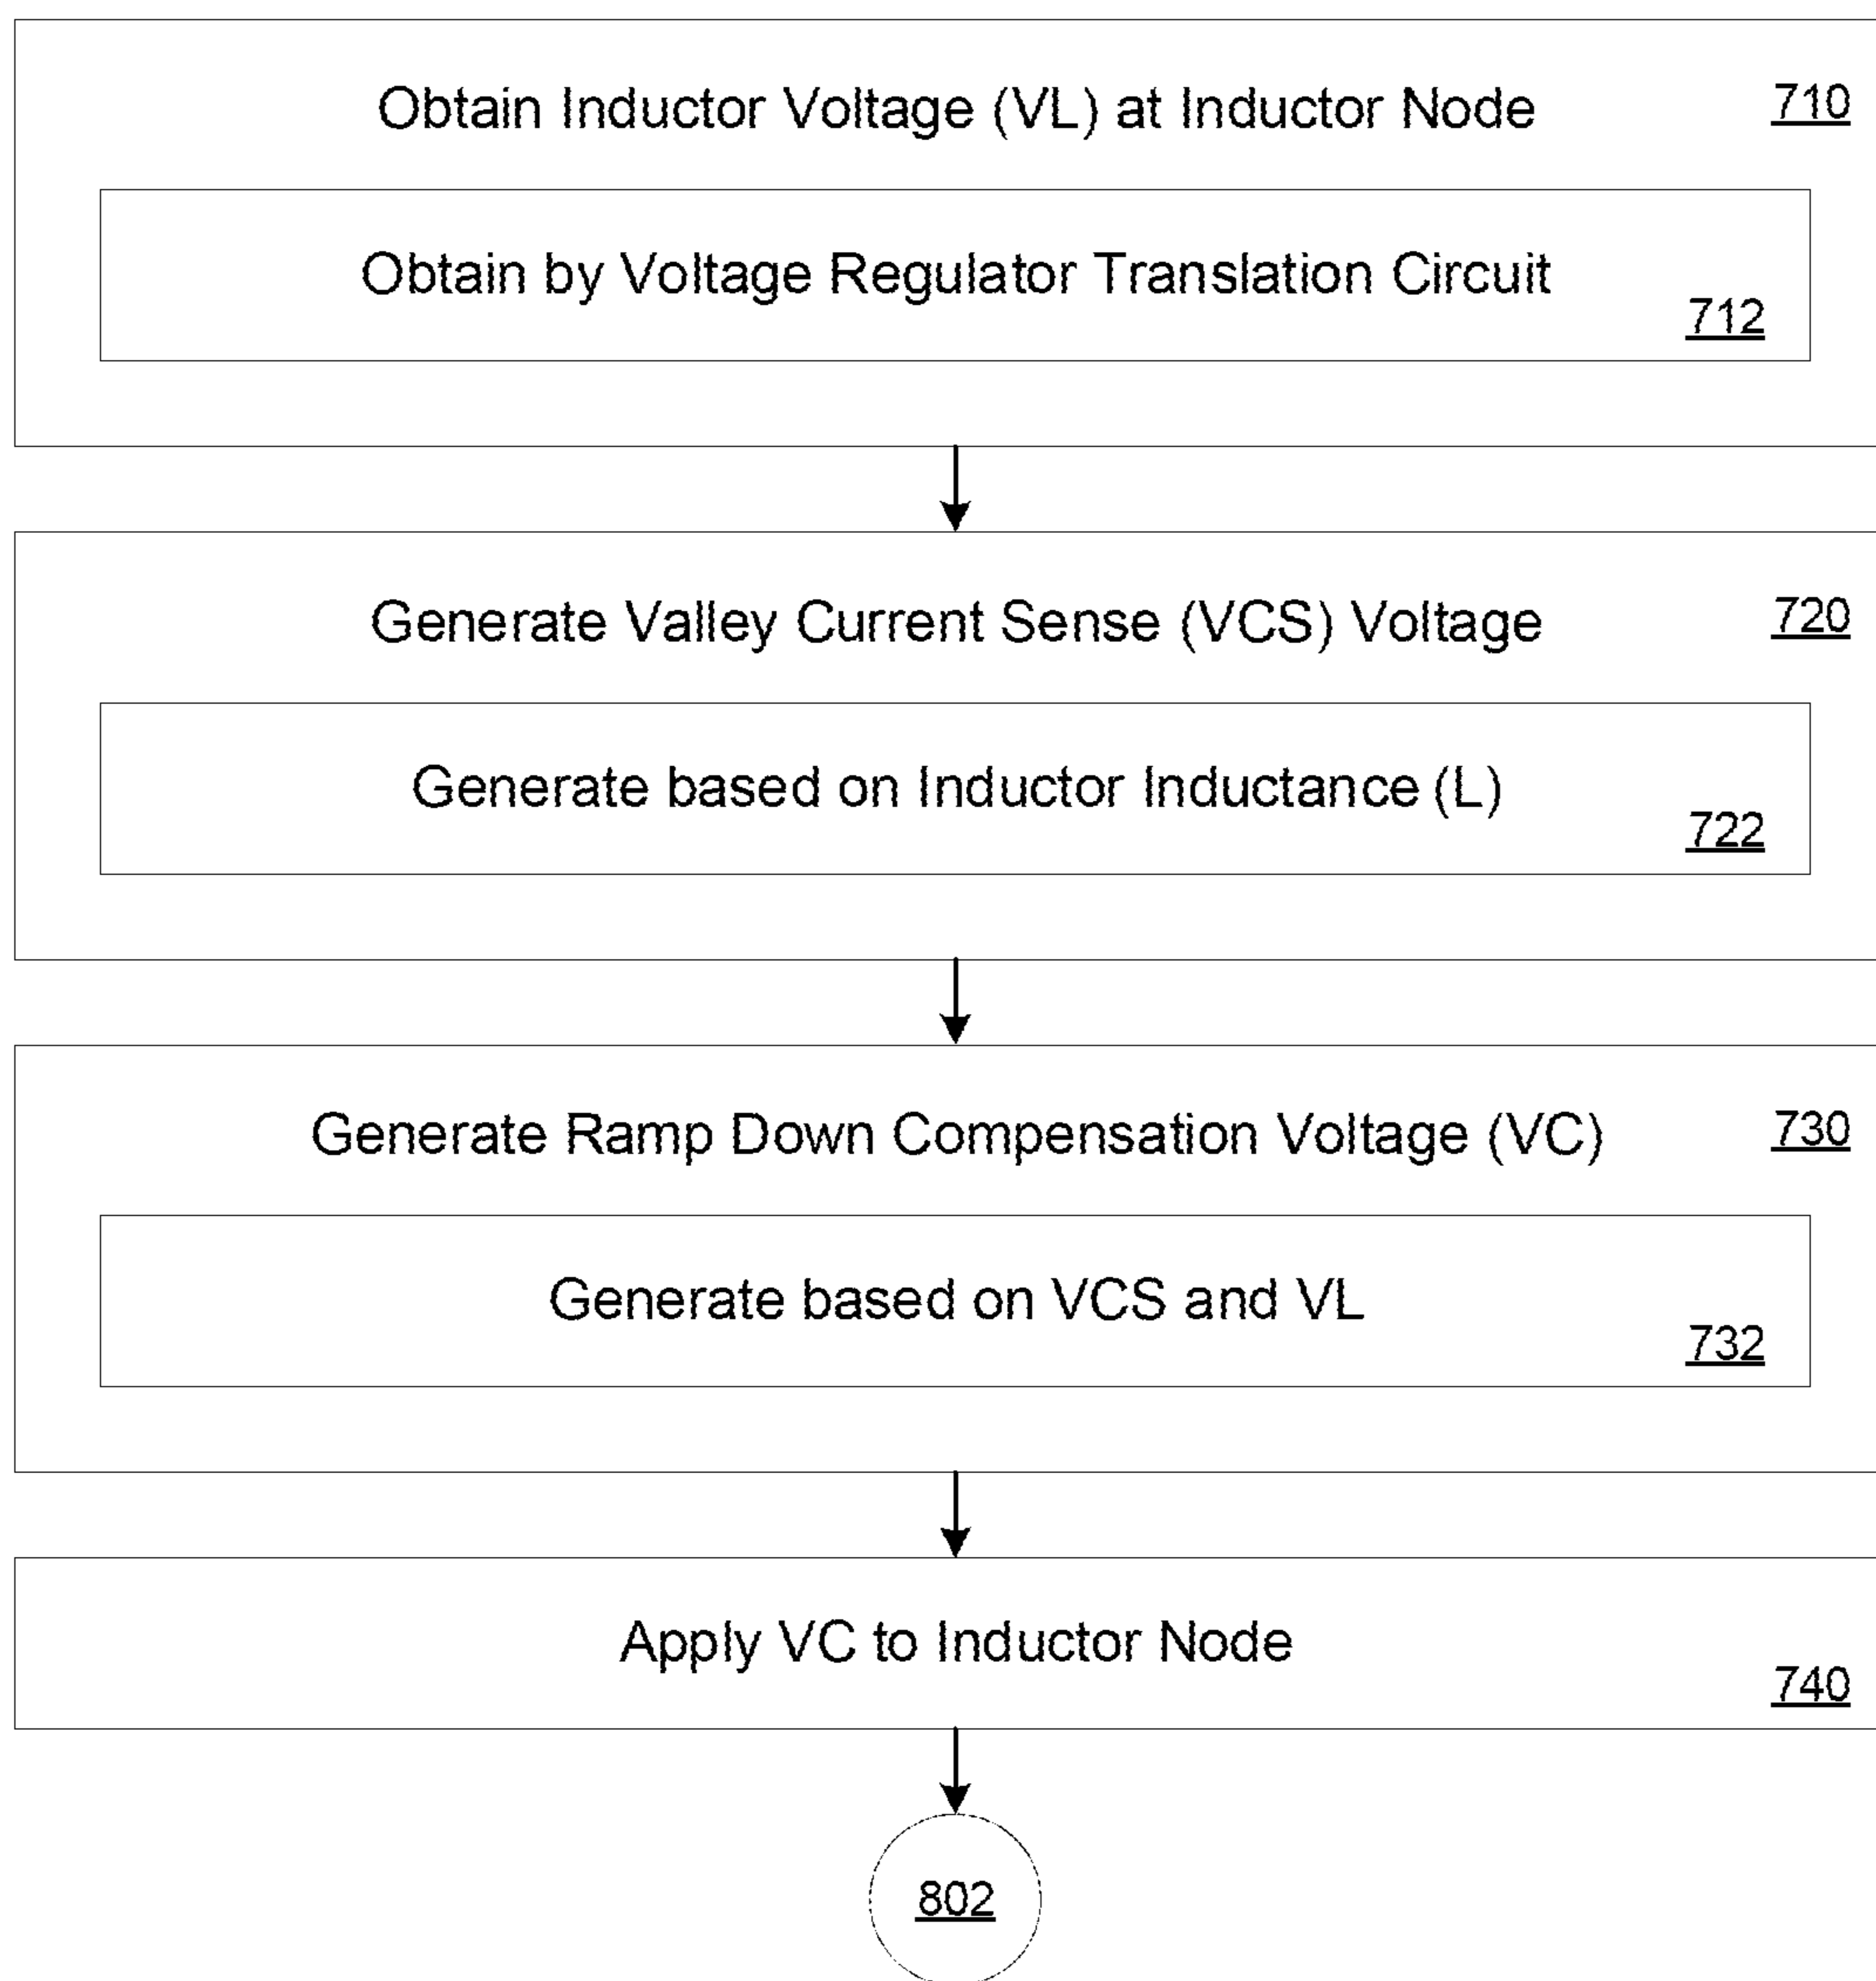 Obtain Inductor Voltage (VL) at Inductor Node 710
Obtain by Voltage Regulator Translation Circuit
712
Generate Valley Current Sense (VCS) Voltage 720
Generate based on Inductor Inductance (L)
722
Generate Ramp Down Compensation Voltage (VC) 730
Generate based on VCS and VL
732
Apply VC to Inductor Node
740
802